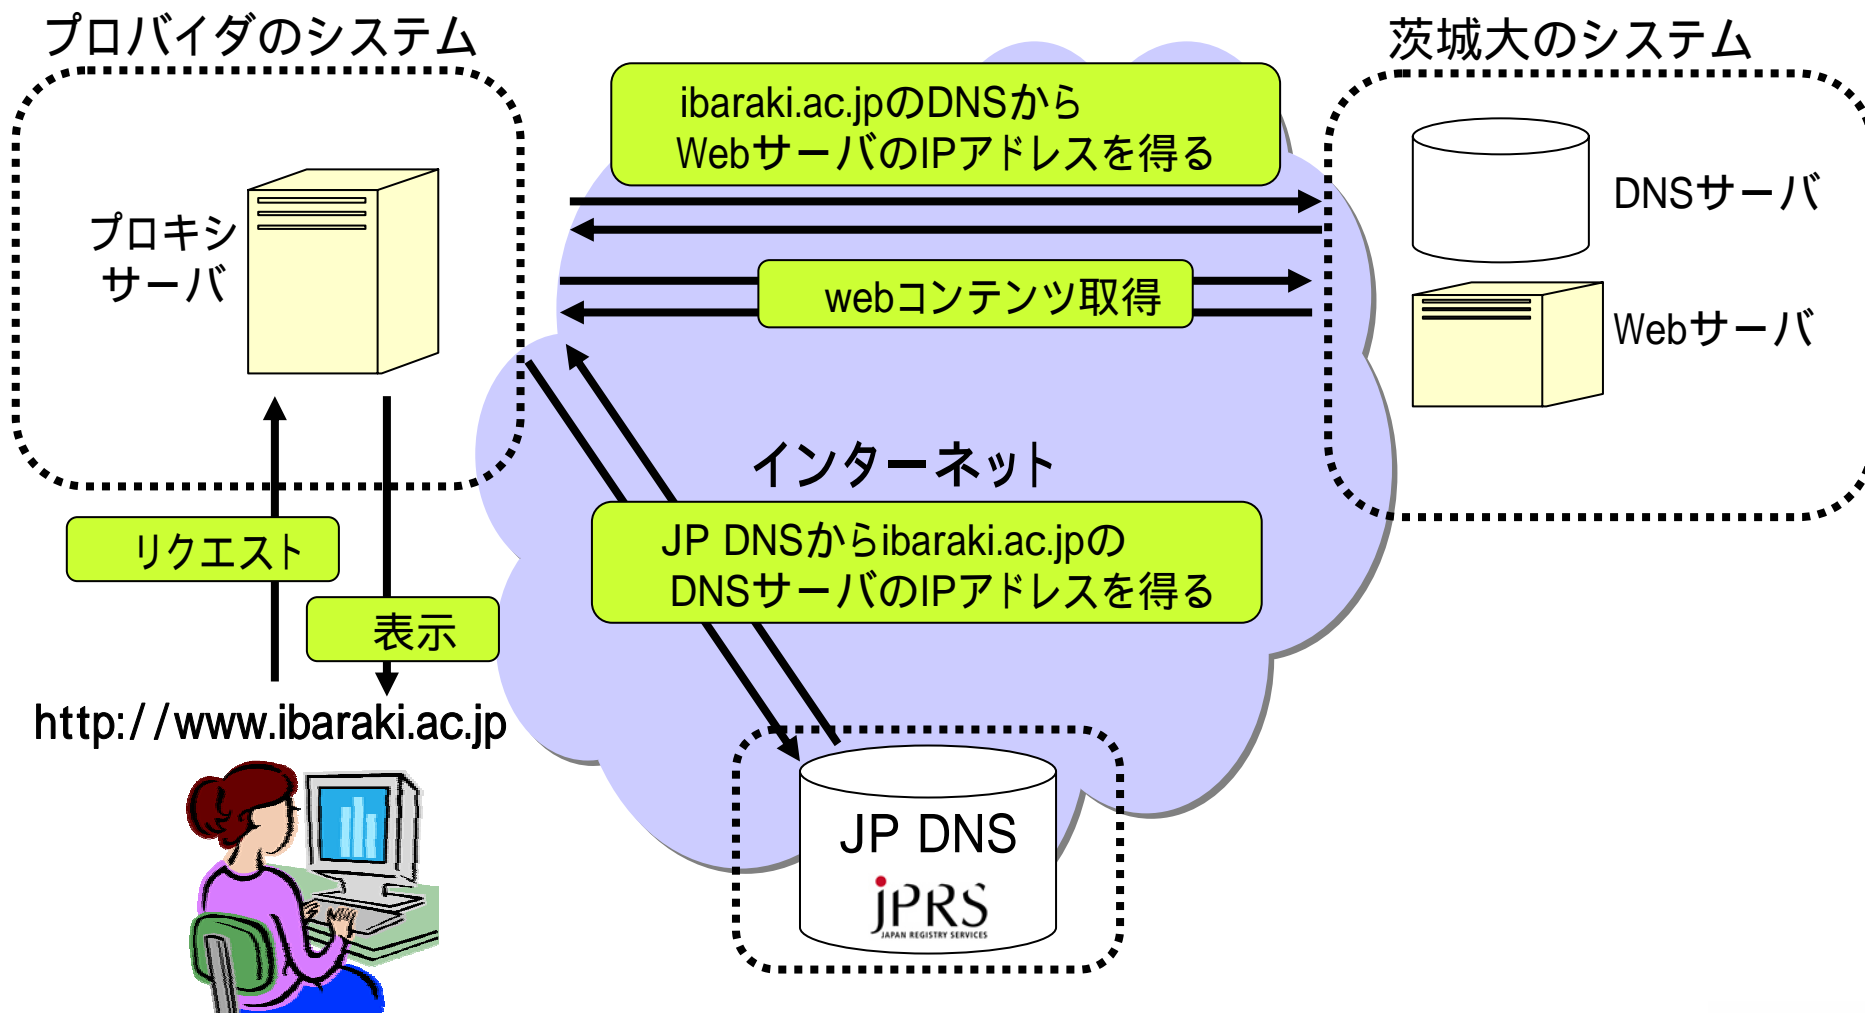 プロバイダのシステム
茨城大のシステム
ibaraki.ac.jpのDNSから
WebサーバのIPアドレスを得る
プロキシ
サーバ
DNSサーバ
webコンテンツ取得
Webサーバ
インターネット
リクエスト
JP DNSからibaraki.ac.jpの
DNSサーバのIPアドレスを得る
表示
http://www.ibaraki.ac.jp
JP DNS
jPRS
JAPAN REGISTRY SERVICES